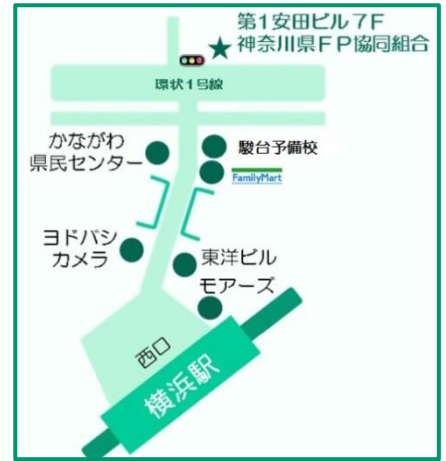 第1安田ビル7F
神奈川県FP協同組合
環状1号線
かながわ
県民センター
駿台予備校
FamilyMart
ヨドバシ
カメラ
東洋ビル
モアーズ
西口
横浜駅